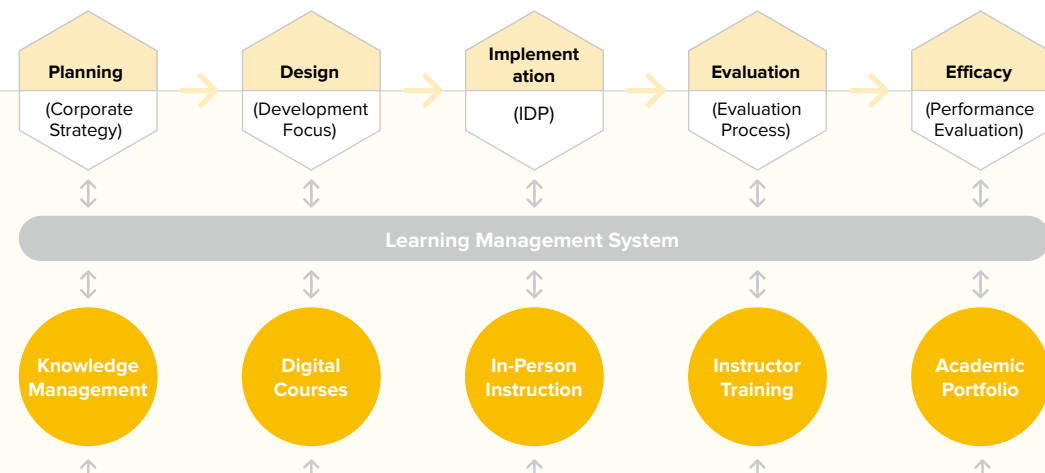 Planning
(Corporate
Strategy)
Design
(Development
Focus)
Implement
ation
(IDP)
Evaluation
(Evaluation
Process)
Efficacy
(Performance
Evaluation)
Learning Management System
Knowledge
Management
Digital
Courses
In-Person
Instruction
Instructor
Training
Academic
Portfolio